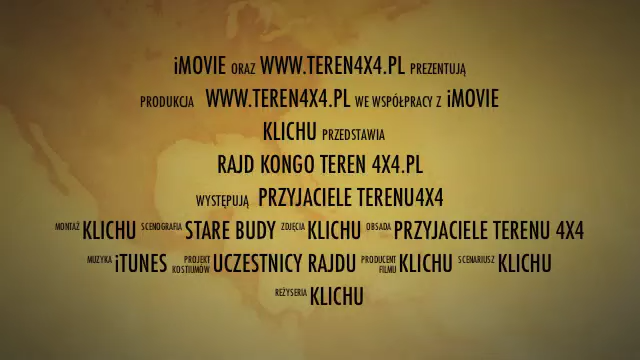 iMOVIE ORAZ WWW.TEREN4X4.PL PREZENTUJĄ
PRODUKCJA WWW.TEREN4X4.PL WE WSPÓŁPRACY Z iMOVIE
KLICHU PRZEDSTAWIA
RAJD KONGO TEREN 4X4.PL
WYSTĘPUJĄ PRZYJACIELE TERENU4X4
MONTAŻ KLICHU SCENOGRAFIA STARE BUDY ZDJĘCIA KLICHU OBSADA PRZYJACIELE TERENU 4X4
MUZYKA iTUNES PROJEKT KOSTIUMÓW UCZESTNICY RAJDU PRODUCENT FILMU KLICHU SCENARIUSZ KLICHU
REŻYSERIA KLICHU